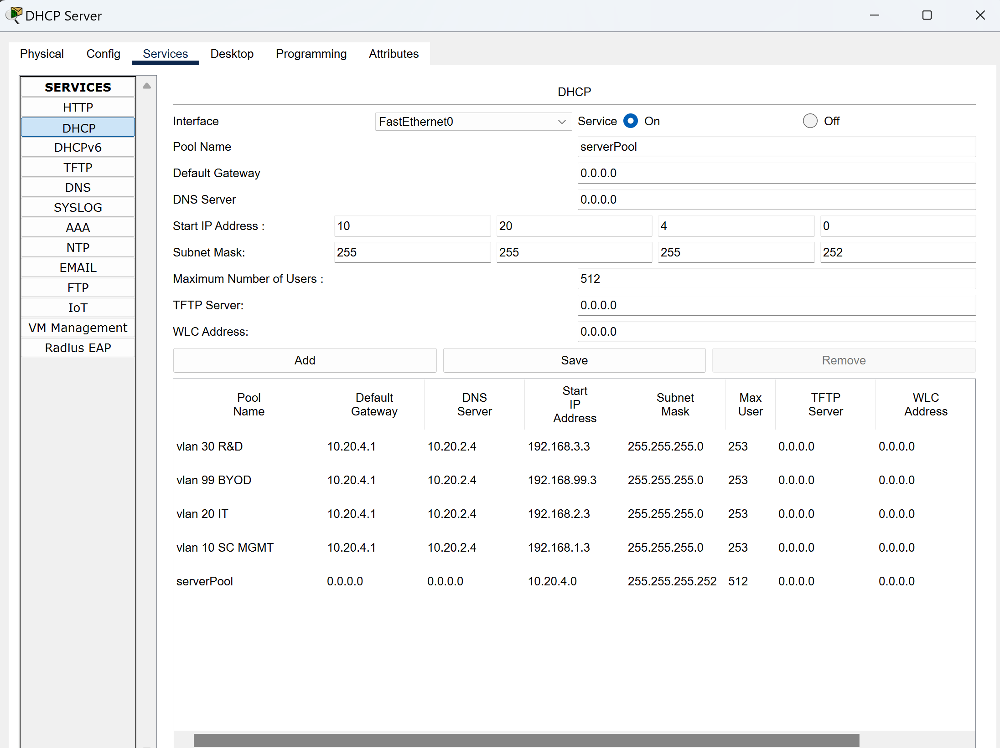 DHCP Server
Physical Config Services Desktop Programming Attributes
SERVICES
HTTP
DHCP
DHCPv6
TFTP
DNS
SYSLOG
AAA
NTP
EMAIL
FTP
IoT
VM Management
Radius EAP
DHCP
Interface FastEthernet0 Service On Off
Pool Name serverPool
Default Gateway 0.0.0.0
DNS Server 0.0.0.0
Start IP Address : 10 20 4 0
Subnet Mask: 255 255 255 252
Maximum Number of Users : 512
TFTP Server: 0.0.0.0
WLC Address: 0.0.0.0
Add Save Remove
Pool Name Default Gateway DNS Server Start IP Address Subnet Mask Max User TFTP Server WLC Address
vlan 30 R&D 10.20.4.1 10.20.2.4 192.168.3.3 255.255.255.0 253 0.0.0.0 0.0.0.0
vlan 99 BYOD 10.20.4.1 10.20.2.4 192.168.99.3 255.255.255.0 253 0.0.0.0 0.0.0.0
vlan 20 IT 10.20.4.1 10.20.2.4 192.168.2.3 255.255.255.0 253 0.0.0.0 0.0.0.0
vlan 10 SC MGMT 10.20.4.1 10.20.2.4 192.168.1.3 255.255.255.0 253 0.0.0.0 0.0.0.0
serverPool 0.0.0.0 0.0.0.0 10.20.4.0 255.255.255.252 512 0.0.0.0 0.0.0.0